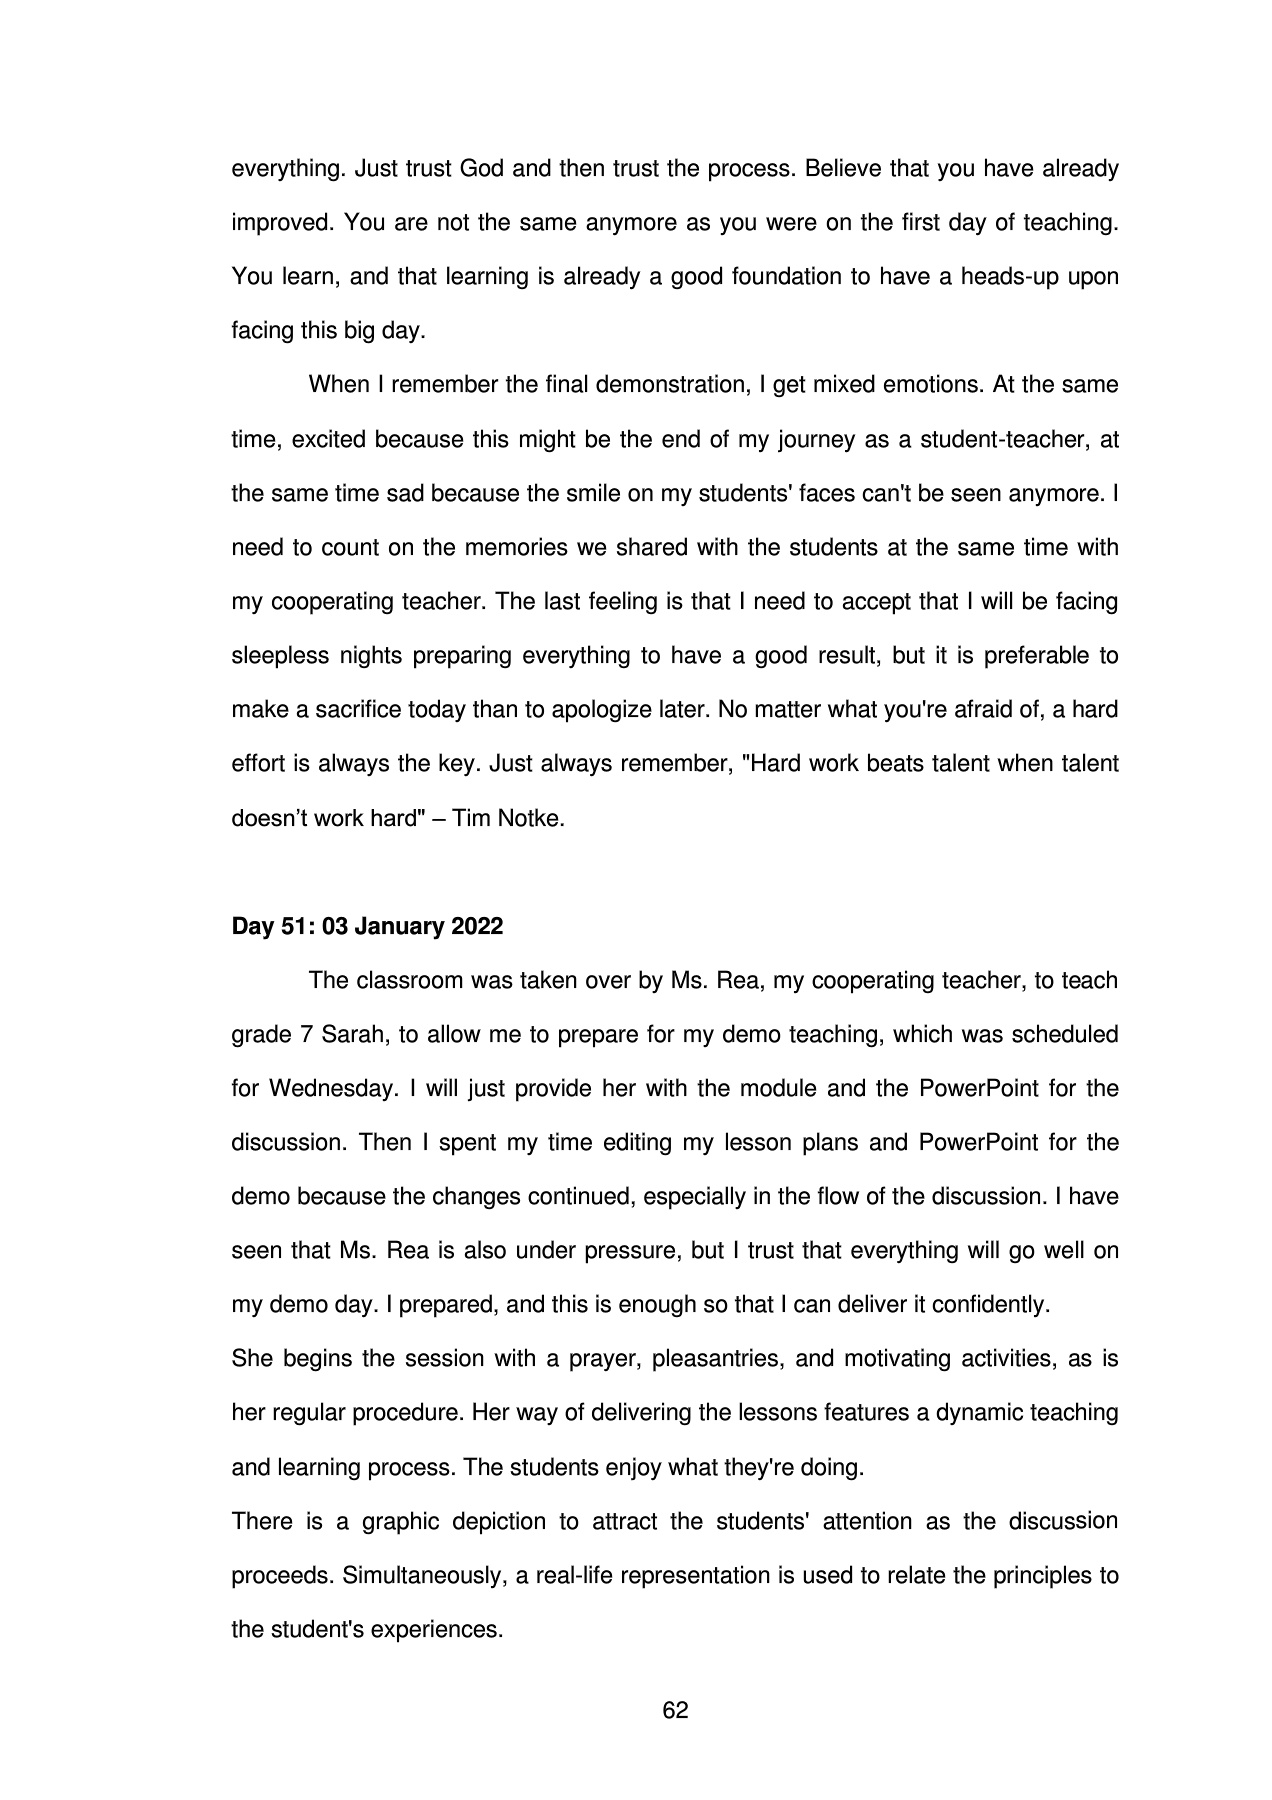 everything. Just trust God and then trust the process. Believe that you have already
improved. You are not the same anymore as you were on the first day of teaching.
You learn, and that learning is already a good foundation to have a heads-up upon
facing this big day.
When I remember the final demonstration, I get mixed emotions. At the same
time, excited because this might be the end of my journey as a student-teacher, at
the same time sad because the smile on my students' faces can't be seen anymore. I
need to count on the memories we shared with the students at the same time with
my cooperating teacher. The last feeling is that I need to accept that I will be facing
sleepless nights preparing everything to have a good result, but it is preferable to
make a sacrifice today than to apologize later. No matter what you're afraid of, a hard
effort is always the key. Just always remember, "Hard work beats talent when talent
doesn’t work hard" – Tim Notke.
Day 51: 03 January 2022
The classroom was taken over by Ms. Rea, my cooperating teacher, to teach
grade 7 Sarah, to allow me to prepare for my demo teaching, which was scheduled
for Wednesday. I will just provide her with the module and the PowerPoint for the
discussion. Then I spent my time editing my lesson plans and PowerPoint for the
demo because the changes continued, especially in the flow of the discussion. I have
seen that Ms. Rea is also under pressure, but I trust that everything will go well on
my demo day. I prepared, and this is enough so that I can deliver it confidently.
She begins the session with a prayer, pleasantries, and motivating activities, as is
her regular procedure. Her way of delivering the lessons features a dynamic teaching
and learning process. The students enjoy what they're doing.
There is a graphic depiction to attract the students' attention as the discussion
proceeds. Simultaneously, a real-life representation is used to relate the principles to
the student's experiences.
62